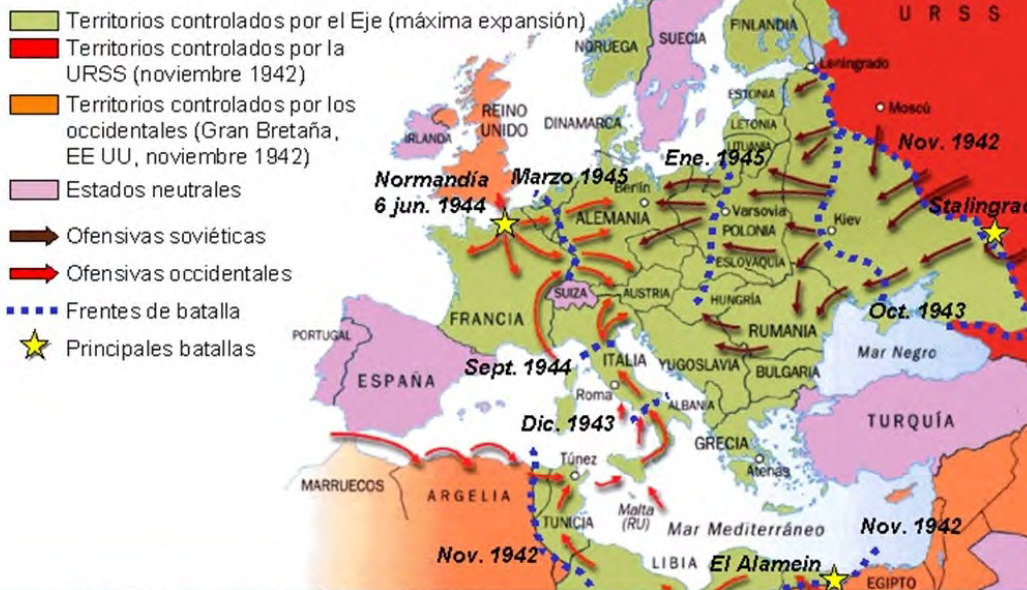 Territorios controlados por el Eje (máxima expansión)
Territorios controlados por la
URSS (noviembre 1942)
Territorios controlados por los
occidentales (Gran Bretaña,
EE UU, noviembre 1942)
Estados neutrales
Ofensivas soviéticas
Ofensivas occidentales
Frentes de batalla
Principales batallas
URSS
FINLANDIA
SUECIA
NORUEGA
Leningrado
ESTONIA
Moscú
REINO
UNIDO
DINAMARCA
LETONIA
IRLANDA
LITUANIA
Nov. 1942
Ene. 1945
Normandía
6 jun. 1944
Marzo 1945
Berlín
ALEMANIA
Varsovia
POLONIA
Kiev
Stalingrad
ESLOVAQUIA
SUIZA
AUSTRIA
HUNGRÍA
Oct. 1943
FRANCIA
RUMANIA
PORTUGAL
Mar Negro
Sept. 1944
ITALIA
YUGOSLAVIA
BULGARIA
ESPAÑA
Roma
ALBANIA
TURQUÍA
Dic. 1943
GRECIA
Túnez
Atenas
MARRUECOS
ARGELIA
Malta
(RU)
TUNICIA
Mar Mediterráneo
Nov. 1942
Nov. 1942
LIBIA
El Alamein
EGIPTO